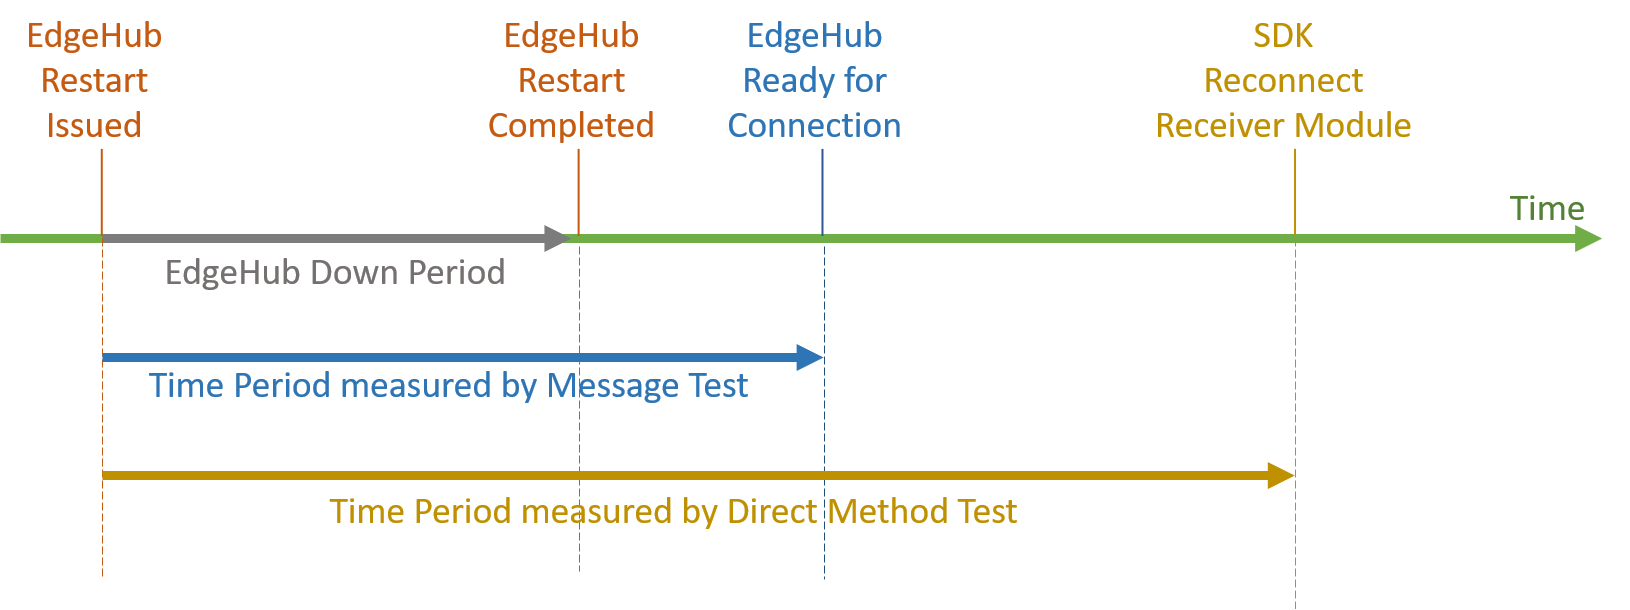 EdgeHub
Restart
Issued
EdgeHub
Restart
Completed
EdgeHub
Ready for
Connection
SDK
Reconnect
Receiver Module
Time
EdgeHub Down Period
Time Period measured by Message Test
Time Period measured by Direct Method Test